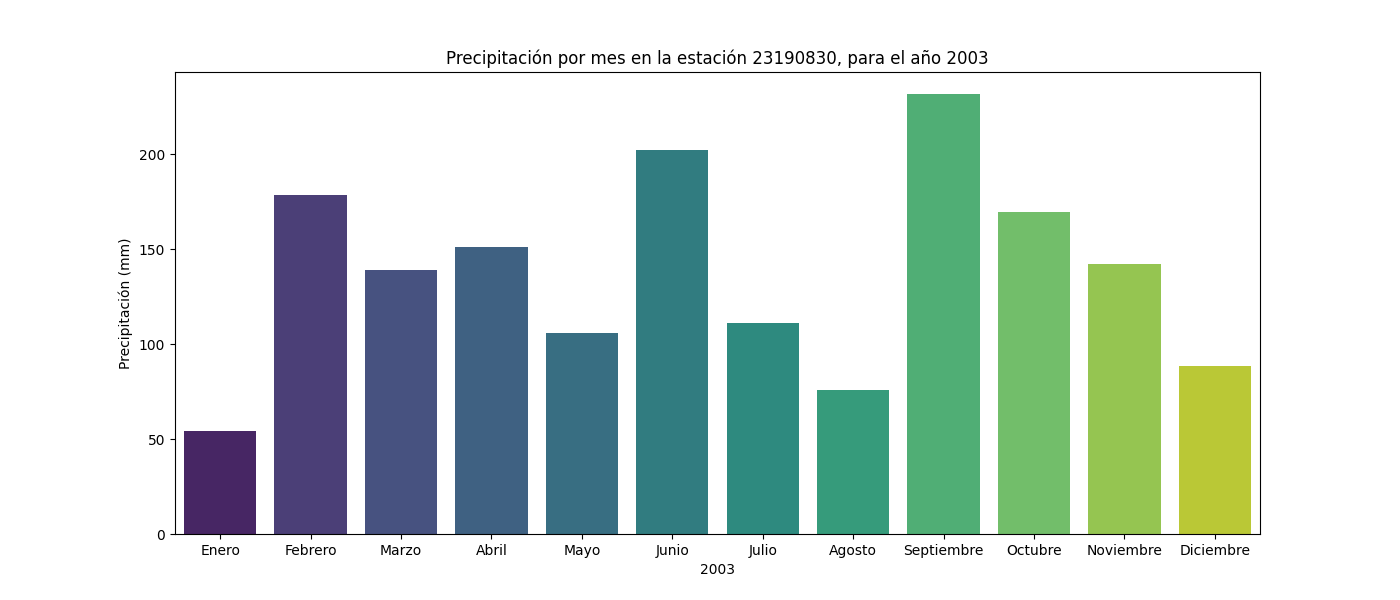 Precipitación por mes en la estación 23190830, para el año 2003
Precipitación (mm)
200
150
100
50
0
Enero Febrero Marzo Abril Mayo Junio Julio Agosto Septiembre Octubre Noviembre Diciembre
2003